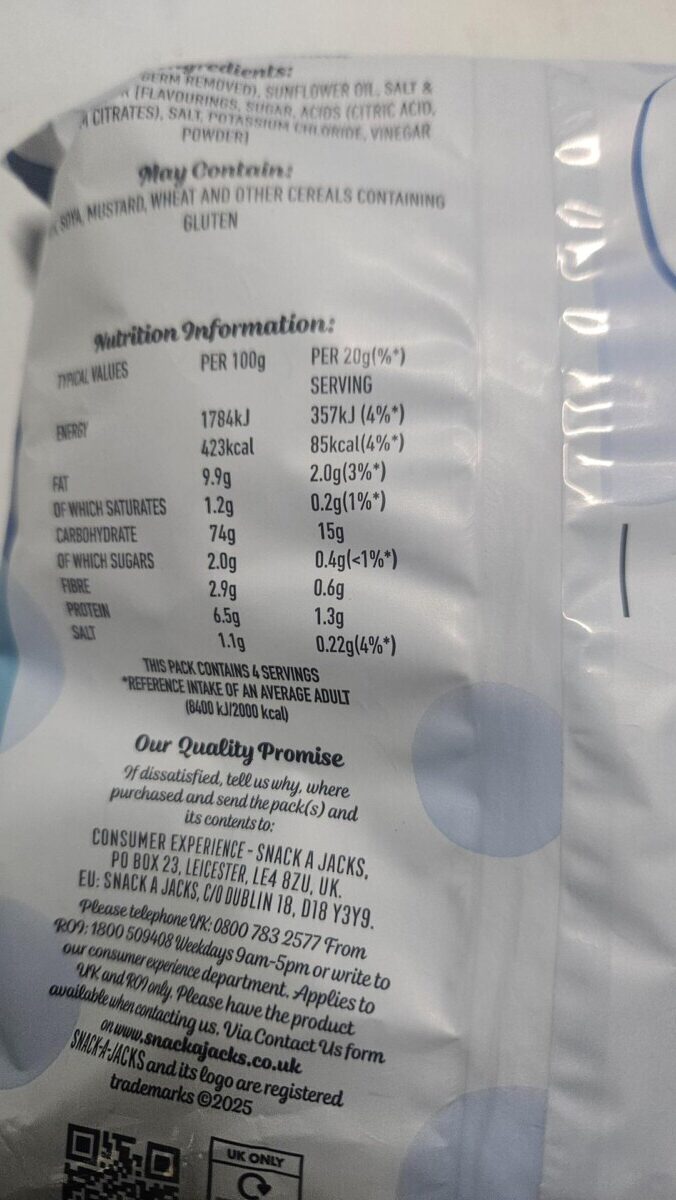 GERM REMOVED), SUNFLOWER OIL, SALT &
(FLAVOURINGS, SUGAR, ACIDS (CITRIC ACID,
CITRATES), SALT, POTASSIUM CHLORIDE, VINEGAR
POWDER)
May Contain:
SOYA, MUSTARD, WHEAT AND OTHER CEREALS CONTAINING
GLUTEN
Nutrition Information:
TYPICAL VALUES PER 100g PER 20g(%*)
SERVING
ENERGY 1784kJ 357kJ (4%*)
423kcal 85kcal(4%*)
FAT 9.9g 2.0g(3%*)
OF WHICH SATURATES 1.2g 0.2g(1%*)
CARBOHYDRATE 74g 15g
OF WHICH SUGARS 2.0g 0.4g(<1%*)
FIBRE 2.9g 0.6g
PROTEIN 6.5g 1.3g
SALT 1.1g 0.22g(4%*)
THIS PACK CONTAINS 4 SERVINGS
*REFERENCE INTAKE OF AN AVERAGE ADULT
(8400 kJ/2000 kcal)
Our Quality Promise
If dissatisfied, tell us why, where
purchased and send the pack(s) and
its contents to:
CONSUMER EXPERIENCE - SNACK A JACKS,
PO BOX 23, LEICESTER, LE4 8ZU, UK.
EU: SNACK A JACKS, C/O DUBLIN 18, D18 Y3Y9.
Please telephone UK: 0800 783 2577 From
ROI: 1800 509408 Weekdays 9am-5pm or write to
our consumer experience department. Applies to
UK and ROI only. Please have the product
available when contacting us. Via Contact Us form
on www.snackajacks.co.uk
SNACK-A-JACKS and its logo are registered
trademarks ©2025
UK ONLY